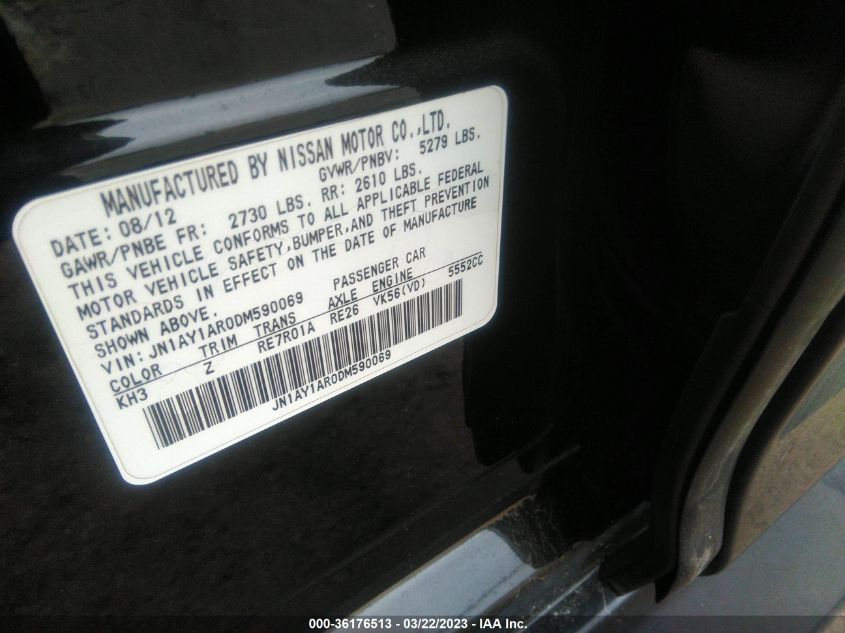 MANUFACTURED BY NISSAN MOTOR CO.,LTD.
DATE: 08/12 GVWR/PNBV: 5279 LBS.
GAWR/PNBE FR: 2730 LBS. RR: 2610 LBS.
THIS VEHICLE CONFORMS TO ALL APPLICABLE FEDERAL
MOTOR VEHICLE SAFETY,BUMPER,AND THEFT PREVENTION
STANDARDS IN EFFECT ON THE DATE OF MANUFACTURE
SHOWN ABOVE.
VIN: JN1AY1AR0DM590069 PASSENGER CAR
COLOR TRIM TRANS AXLE ENGINE 5552CC
KH3 Z RE7R01A RE26 VK56(VD)
JN1AY1AR0DM590069
000-36176513 - 03/22/2023 - IAA Inc.